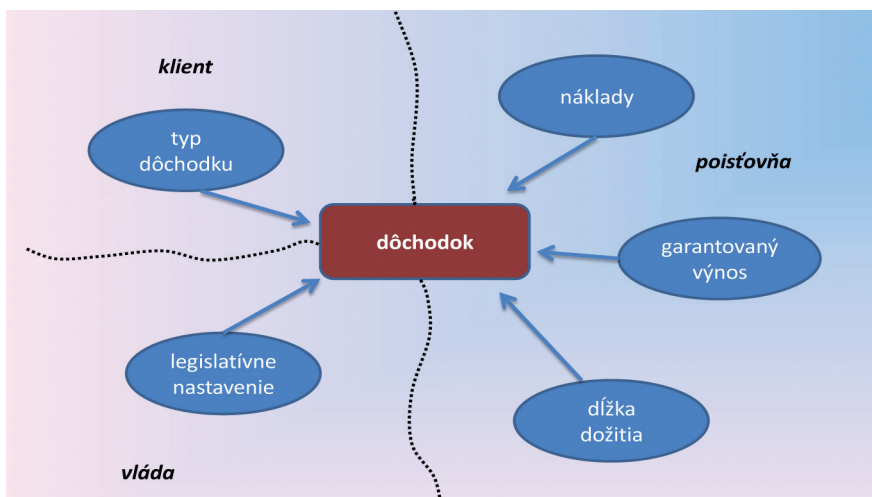 klient
náklady
typ
dôchodku
poisťovňa
dôchodok
garantovaný
výnos
legislatívne
nastavenie
dĺžka
dožitia
vláda